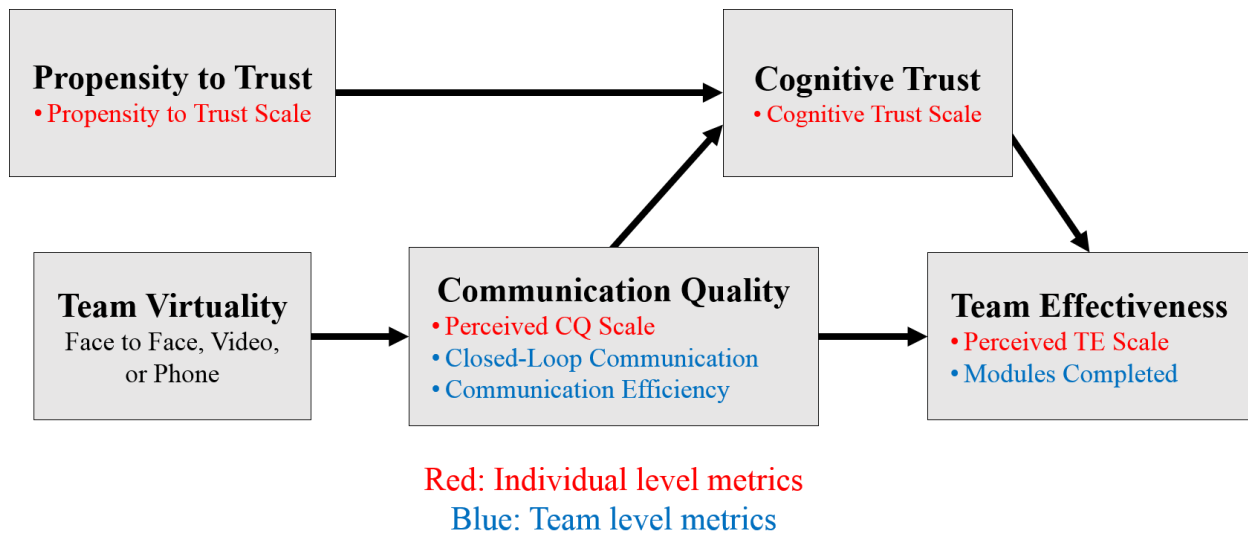 Propensity to Trust
• Propensity to Trust Scale
Cognitive Trust
• Cognitive Trust Scale
Team Virtuality
Face to Face, Video,
or Phone
Communication Quality
• Perceived CQ Scale
• Closed-Loop Communication
• Communication Efficiency
Team Effectiveness
• Perceived TE Scale
• Modules Completed
Red: Individual level metrics
Blue: Team level metrics